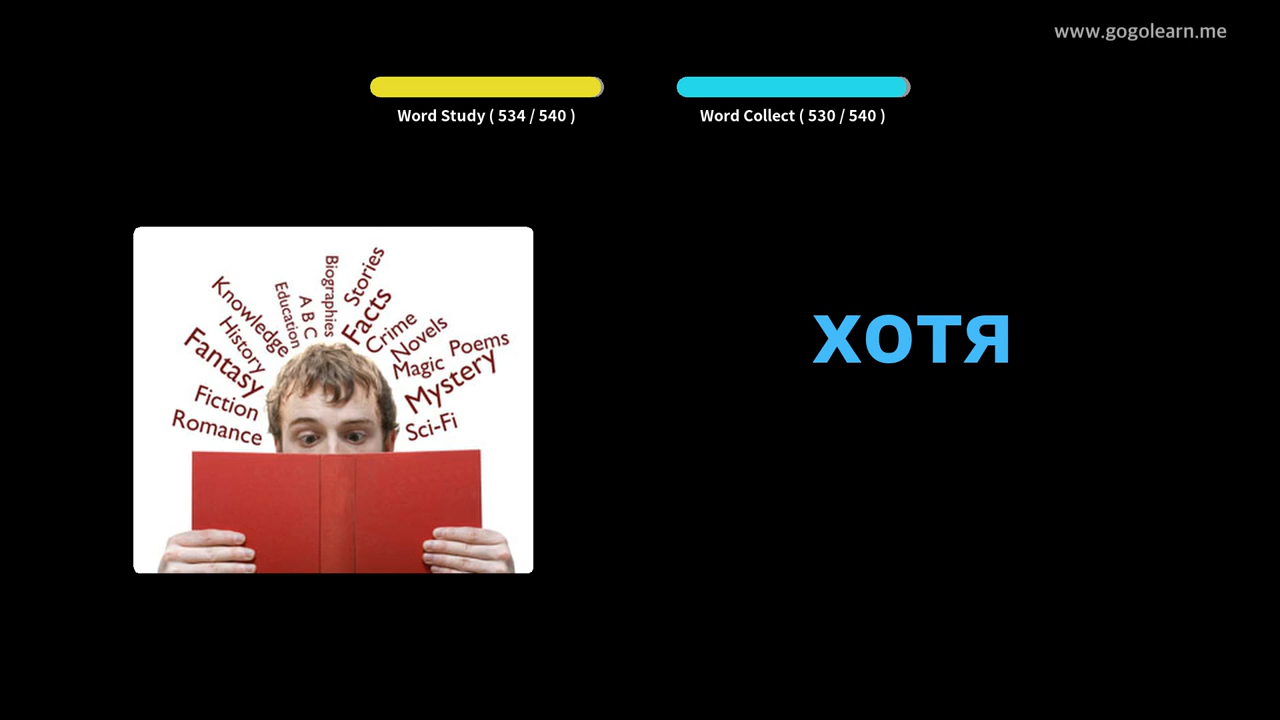 www.gogolearn.me
Word Study ( 534 / 540 )
Word Collect ( 530 / 540 )
Biographies
Stories
Education
A B C
Facts
Knowledge
Crime
History
Novels
Fantasy
Magic
Poems
Mystery
Fiction
Romance
Sci-Fi
хотя